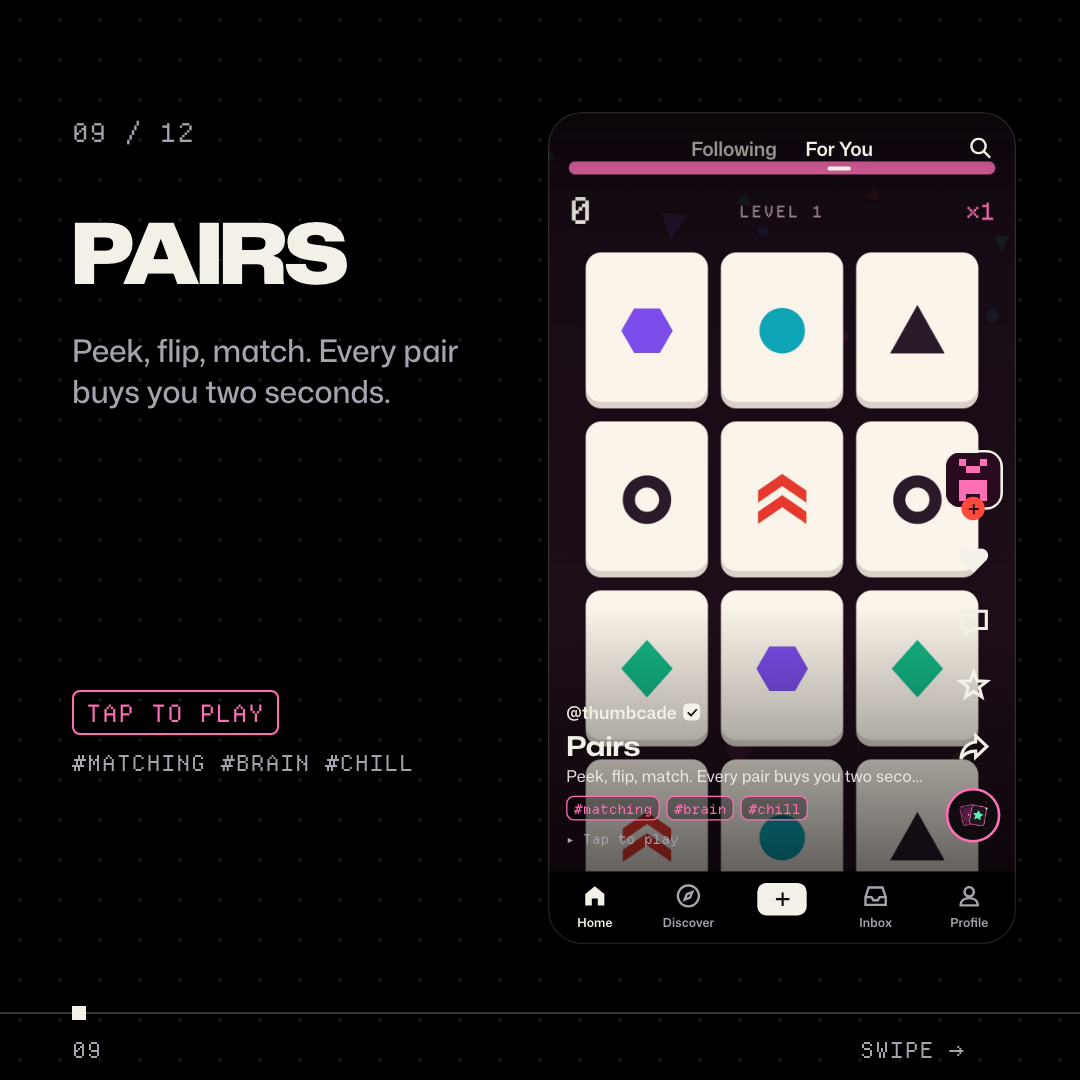 09 / 12
PAIRS
Peek, flip, match. Every pair
buys you two seconds.
TAP TO PLAY
#MATCHING #BRAIN #CHILL
Following For You
0 LEVEL 1 ×1
@thumbcade
Pairs
Peek, flip, match. Every pair buys you two seco…
#matching #brain #chill
▸ Tap to play
Home Discover Inbox Profile
09 SWIPE →